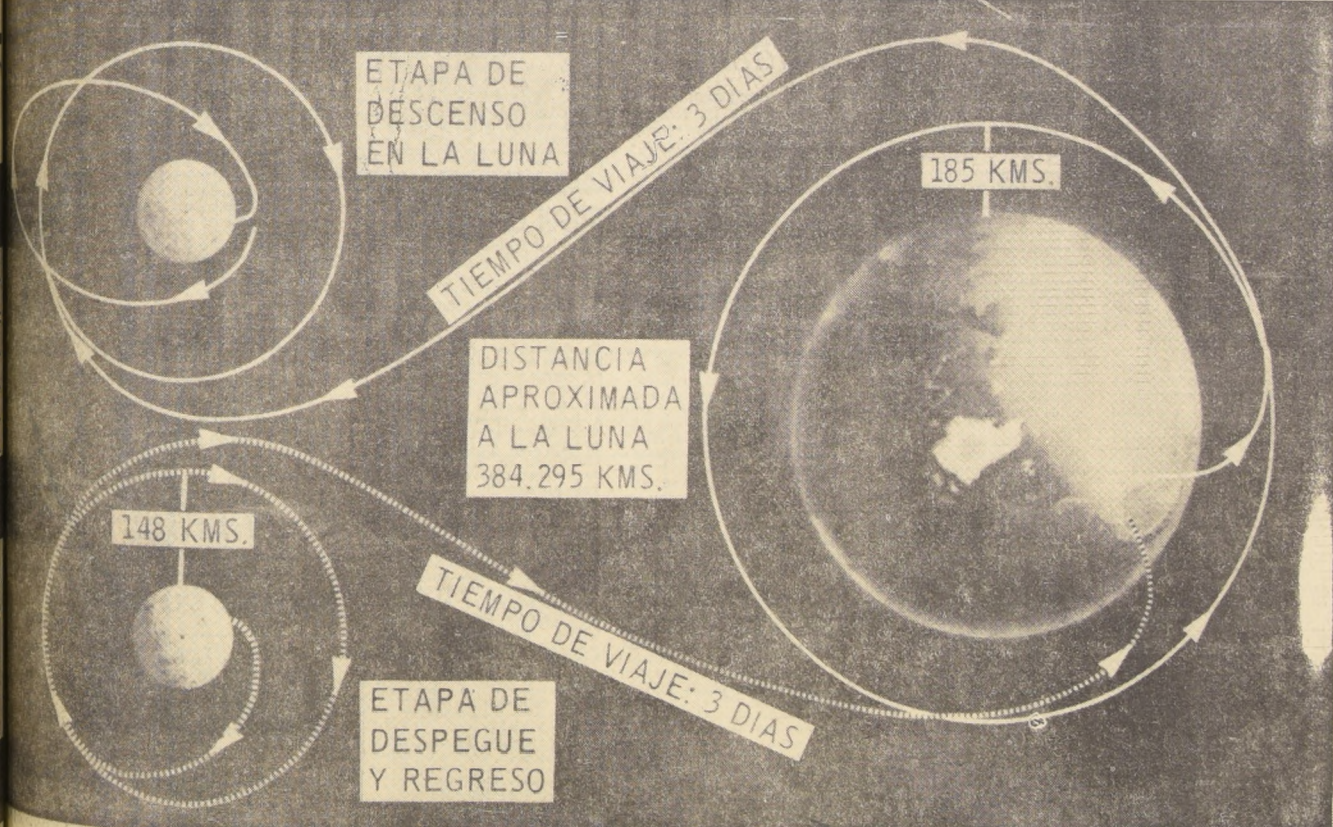 ETAPA DE
DESCENSO
EN LA LUNA
TIEMPO DE VIAJE: 3 DIAS
185 KMS.
DISTANCIA
APROXIMADA
A LA LUNA
384.295 KMS.
148 KMS.
TIEMPO DE VIAJE: 3 DIAS
ETAPA DE
DESPEGUE
Y REGRESO